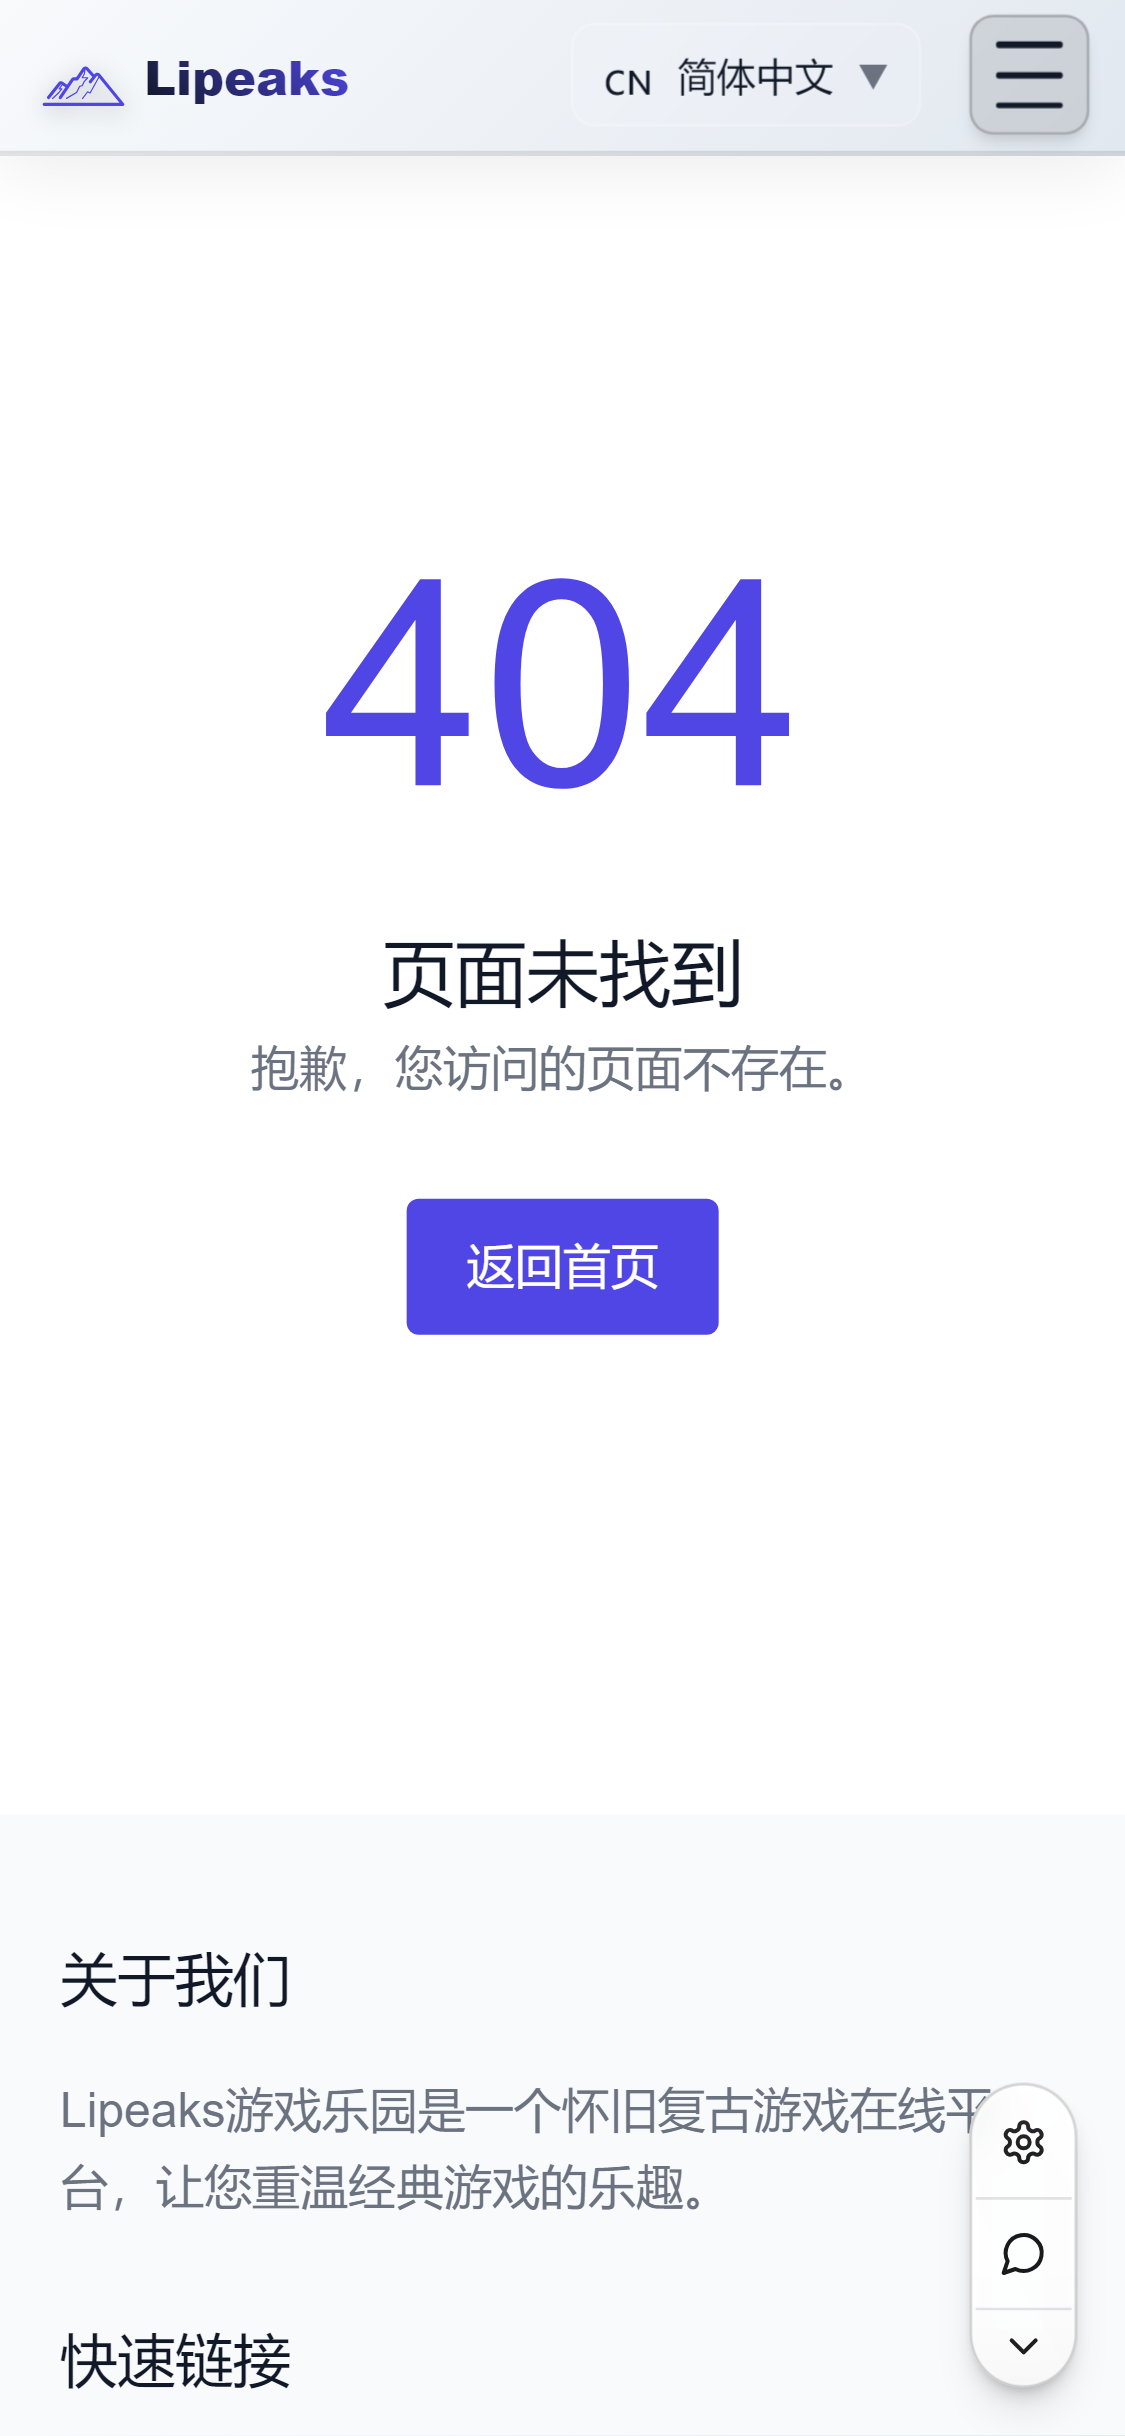 Lipeaks
CN 简体中文 ▼
404
页面未找到
抱歉，您访问的页面不存在。
返回首页
关于我们
Lipeaks游戏乐园是一个怀旧复古游戏在线平
台，让您重温经典游戏的乐趣。
快速链接